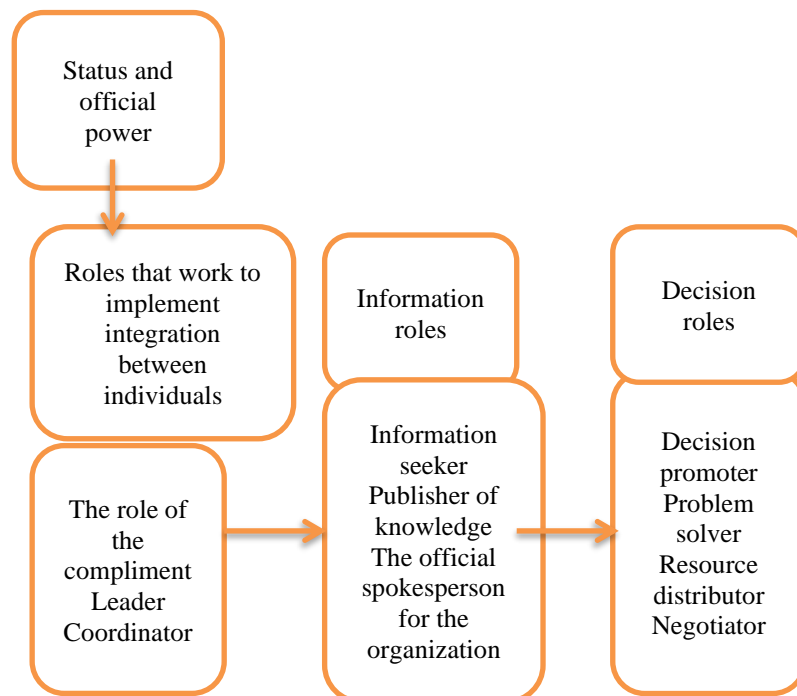 Status and
official
power
Roles that work to
implement
integration
between
individuals
Information
roles
Decision
roles
The role of
the
compliment
Leader
Coordinator
Information
seeker
Publisher of
knowledge
The official
spokesperson
for the
organization
Decision
promoter
Problem
solver
Resource
distributor
Negotiator